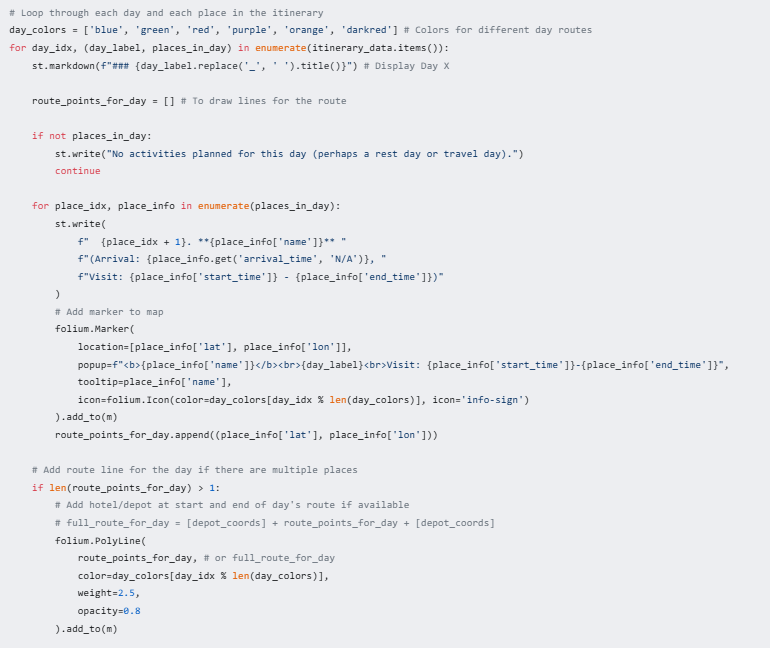 # Loop through each day and each place in the itinerary
day_colors = ['blue', 'green', 'red', 'purple', 'orange', 'darkred'] # Colors for different day routes
for day_idx, (day_label, places_in_day) in enumerate(itinerary_data.items()):
    st.markdown(f"### {day_label.replace('_', ' ').title()}") # Display Day X

    route_points_for_day = [] # To draw lines for the route

    if not places_in_day:
        st.write("No activities planned for this day (perhaps a rest day or travel day).")
        continue

    for place_idx, place_info in enumerate(places_in_day):
        st.write(
            f"  {place_idx + 1}. **{place_info['name']}** "
            f"(Arrival: {place_info.get('arrival_time', 'N/A')}, "
            f"Visit: {place_info['start_time']} - {place_info['end_time']})"
        )
        # Add marker to map
        folium.Marker(
            location=[place_info['lat'], place_info['lon']],
            popup=f"<b>{place_info['name']}</b><br>{day_label}<br>Visit: {place_info['start_time']}-{place_info['end_time']}",
            tooltip=place_info['name'],
            icon=folium.Icon(color=day_colors[day_idx % len(day_colors)], icon='info-sign')
        ).add_to(m)
        route_points_for_day.append((place_info['lat'], place_info['lon']))

    # Add route line for the day if there are multiple places
    if len(route_points_for_day) > 1:
        # Add hotel/depot at start and end of day's route if available
        # full_route_for_day = [depot_coords] + route_points_for_day + [depot_coords]
        folium.PolyLine(
            route_points_for_day, # or full_route_for_day
            color=day_colors[day_idx % len(day_colors)],
            weight=2.5,
            opacity=0.8
        ).add_to(m)